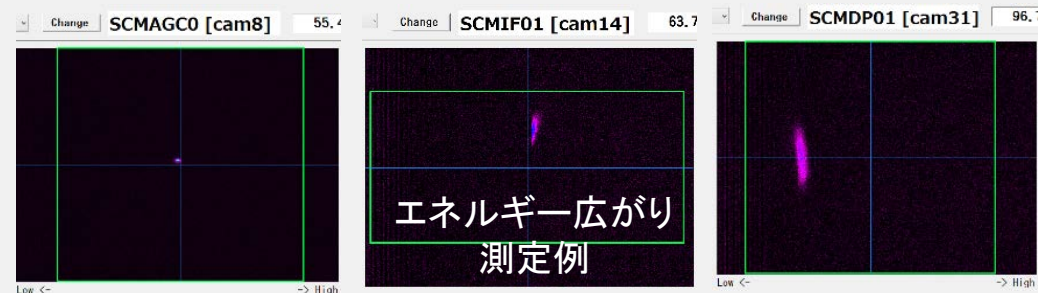 Change SCMAGC0 [cam8] 55.4
Change SCMIF01 [cam14] 63.7
Change SCMDP01 [cam31] 96.7
エネルギー広がり
測定例
Low <- -> High
Low <- -> High